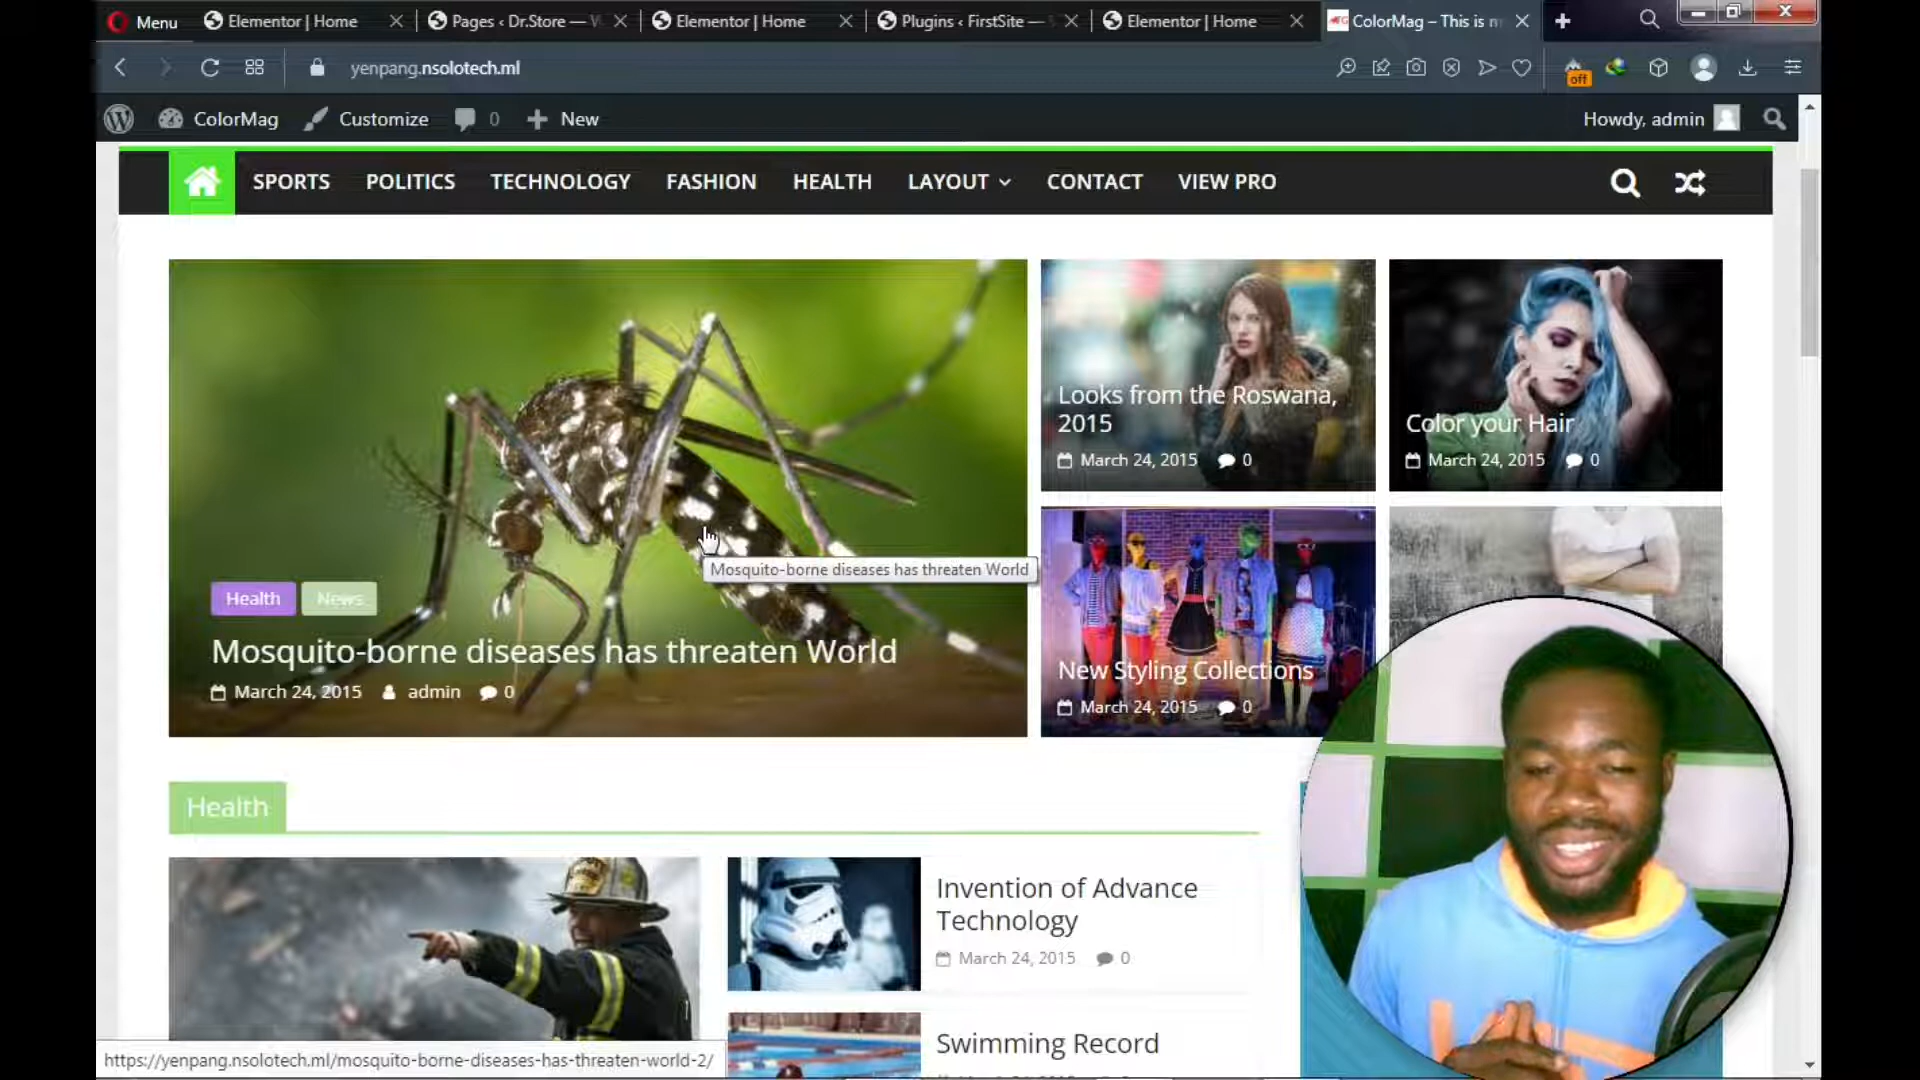 Menu
Elementor | Home
Pages ‹ Dr.Store —
Elementor | Home
Plugins ‹ FirstSite —
Elementor | Home
ColorMag – This is
yenpang.nsolotech.ml
off
ColorMag
Customize
0
New
Howdy, admin
SPORTS
POLITICS
TECHNOLOGY
FASHION
HEALTH
LAYOUT
CONTACT
VIEW PRO
Health
News
Mosquito-borne diseases has threaten World
March 24, 2015
admin
0
Mosquito-borne diseases has threaten World
Looks from the Roswana,
2015
March 24, 2015
0
Color your Hair
March 24, 2015
0
New Styling Collections
March 24, 2015
0
Health
Invention of Advance
Technology
March 24, 2015
0
Swimming Record
https://yenpang.nsolotech.ml/mosquito-borne-diseases-has-threaten-world-2/